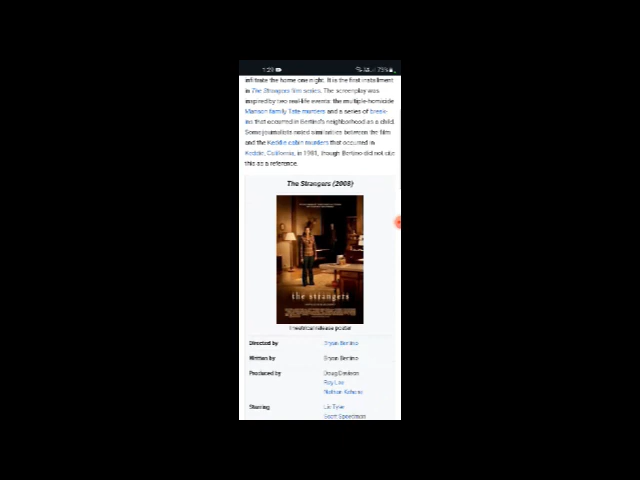 1:29
73%
infiltrate the home one night. It is the first installment
in The Strangers film series. The screenplay was
inspired by two real-life events: the multiple-homicide
Manson family Tate murders and a series of break-
ins that occurred in Bertino's neighborhood as a child.
Some journalists noted similarities between the film
and the Keddie cabin murders that occurred in
Keddie, California, in 1981, though Bertino did not cite
this as a reference.
The Strangers (2008)
the strangers
Theatrical release poster
Directed by
Bryan Bertino
Written by
Bryan Bertino
Produced by
Doug Davison
Roy Lee
Nathan Kahane
Starring
Liv Tyler
Scott Speedman